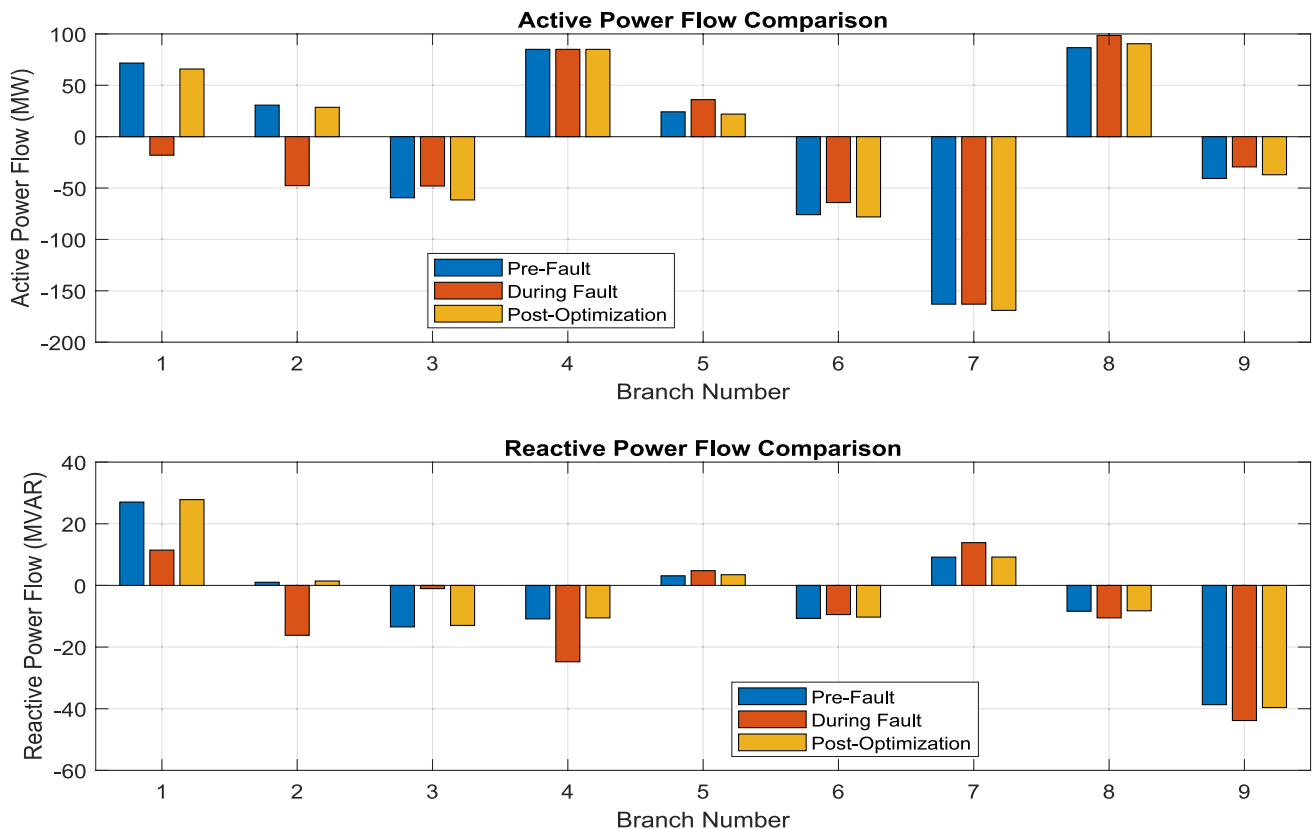 Active Power Flow Comparison
Active Power Flow (MW)
100
50
0
-50
-100
-150
-200
Pre-Fault
During Fault
Post-Optimization
1 2 3 4 5 6 7 8 9
Branch Number
Reactive Power Flow Comparison
Reactive Power Flow (MVAR)
40
20
0
-20
-40
-60
Pre-Fault
During Fault
Post-Optimization
1 2 3 4 5 6 7 8 9
Branch Number